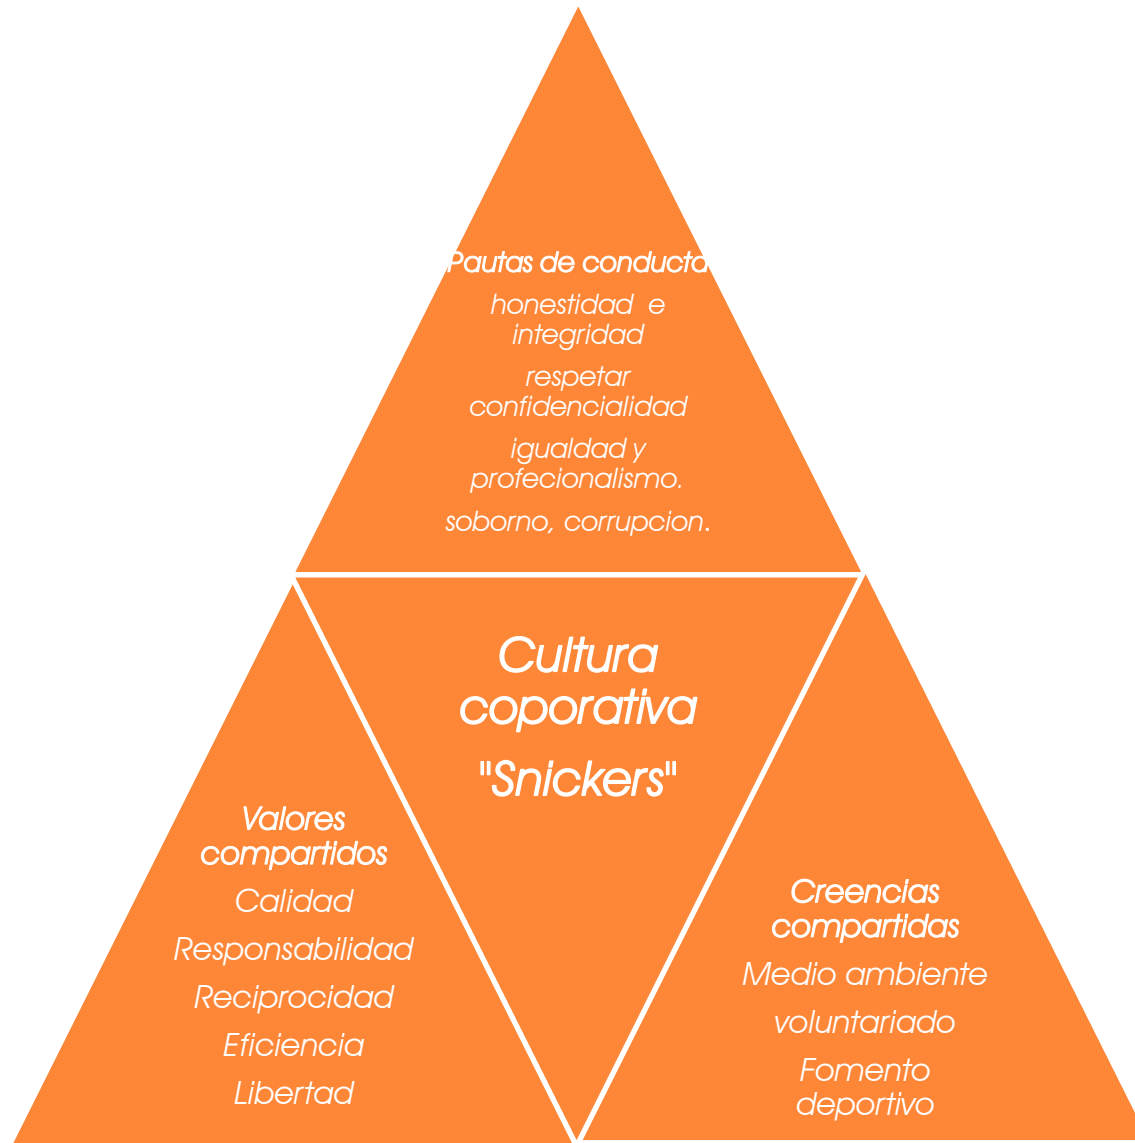 Pautas de conducta
honestidad e
integridad
respetar
confidencialidad
igualdad y
profecionalismo.
soborno, corrupcion.
Cultura
coporativa
"Snickers"
Valores
compartidos
Calidad
Responsabilidad
Reciprocidad
Eficiencia
Libertad
Creencias
compartidas
Medio ambiente
voluntariado
Fomento
deportivo